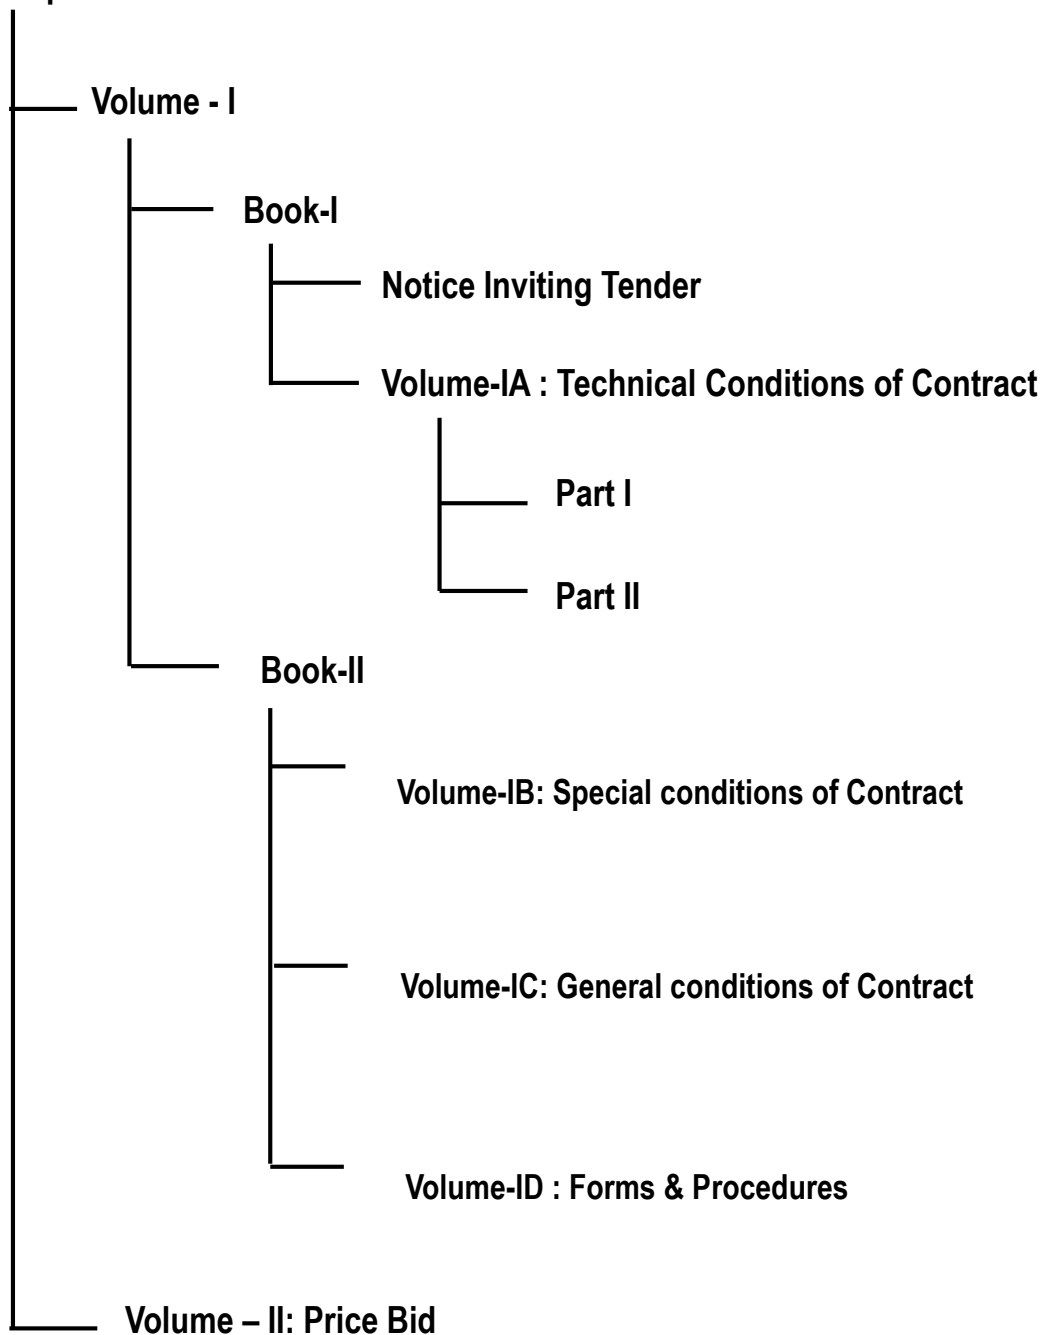 Volume - I
Book-I
Notice Inviting Tender
Volume-IA : Technical Conditions of Contract
Part I
Part II
Book-II
Volume-IB: Special conditions of Contract
Volume-IC: General conditions of Contract
Volume-ID : Forms & Procedures
Volume – II: Price Bid